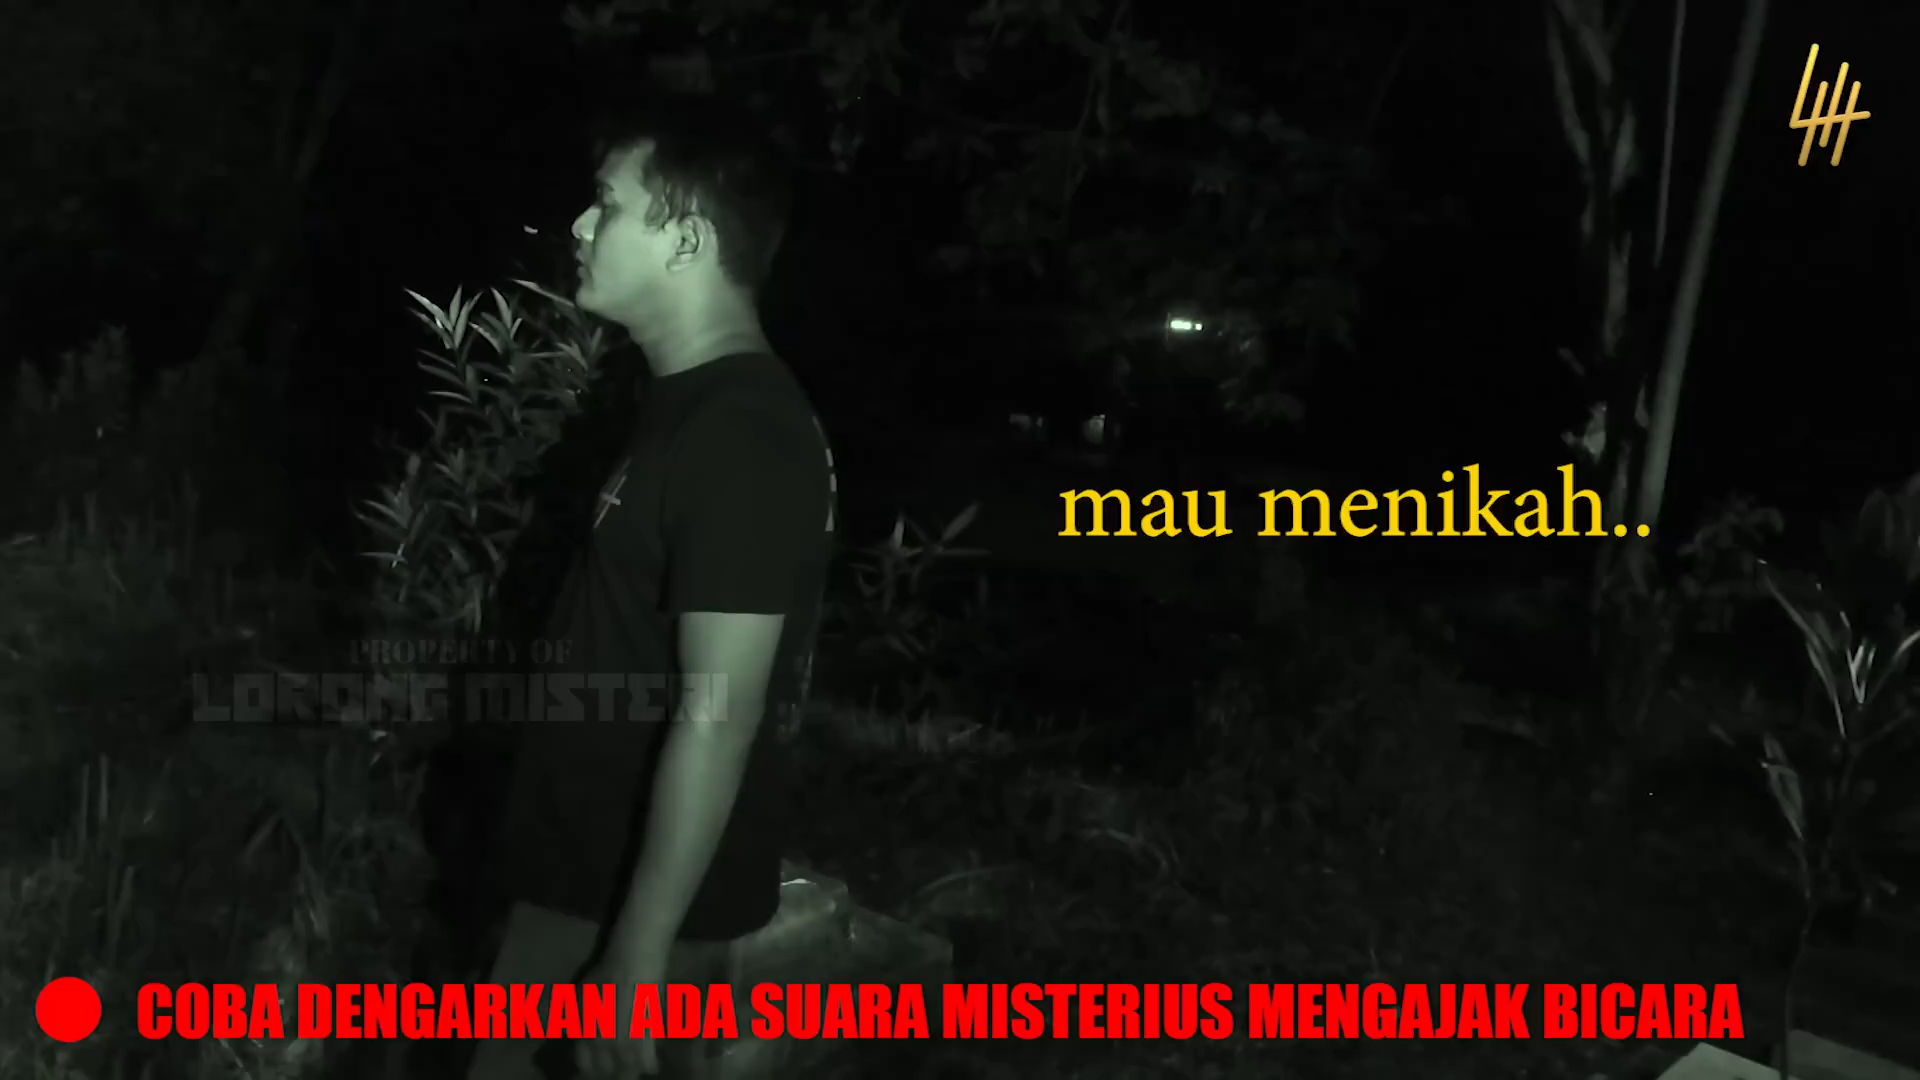 mau menikah..
PROPERTY OF
LORONG MISTERI
COBA DENGARKAN ADA SUARA MISTERIUS MENGAJAK BICARA